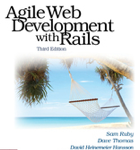 Agile Web
Development
with Rails
Third Edition
Sam Ruby
Dave Thomas
David Heinemeier Hansson